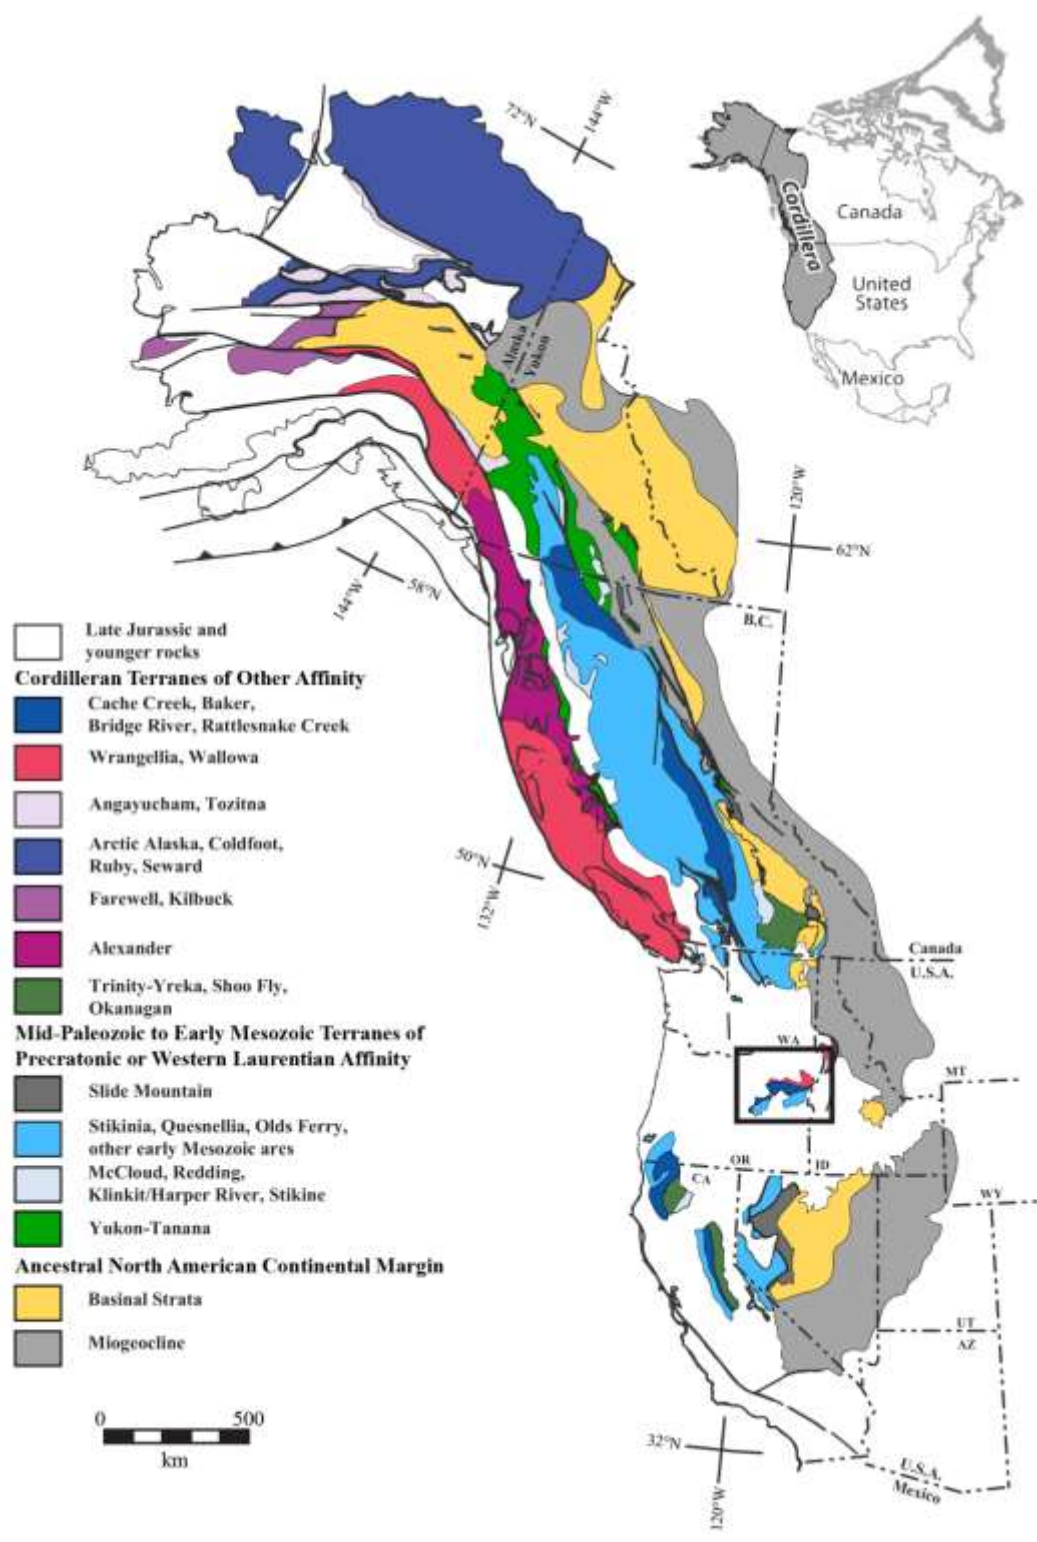 72°N
144°W
Cordillera
Canada
United
States
Mexico
Alaska
Yukon
120°W
62°N
144°W
58°N
B.C.
Late Jurassic and
younger rocks
Cordilleran Terranes of Other Affinity
Cache Creek, Baker,
Bridge River, Rattlesnake Creek
Wrangellia, Wallowa
Angayucham, Tozitna
Arctic Alaska, Coldfoot,
Ruby, Seward
Farewell, Kilbuck
Alexander
Trinity-Yreka, Shoo Fly,
Okanagan
Mid-Paleozoic to Early Mesozoic Terranes of
Precratonic or Western Laurentian Affinity
Slide Mountain
Stikinia, Quesnellia, Olds Ferry,
other early Mesozoic arcs
McCloud, Redding,
Klinkit/Harper River, Stikine
Yukon-Tanana
Ancestral North American Continental Margin
Basinal Strata
Miogeocline
50°N
132°W
Canada
U.S.A.
WA
MT
OR
ID
CA
WY
UT
AZ
0 500
km
32°N
120°W
U.S.A.
Mexico